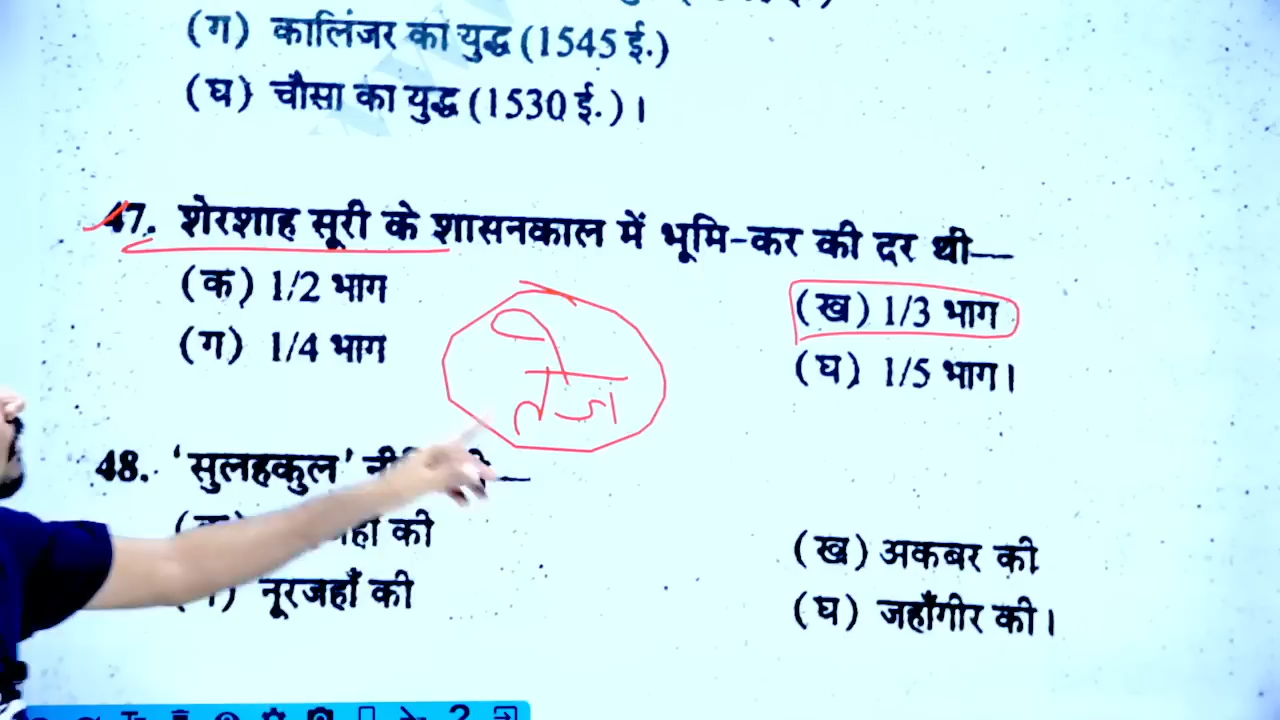 (ग) कालिंजर का युद्ध (1545 ई.)
(घ) चौसा का युद्ध (1530 ई.)।
47. शेरशाह सूरी के शासनकाल में भूमि-कर की दर थी—
(क) 1/2 भाग
(ख) 1/3 भाग
(ग) 1/4 भाग
(घ) 1/5 भाग।
48. 'सुलहकुल'
की
(ख) अकबर की
नूरजहाँ की
(घ) जहाँगीर की।